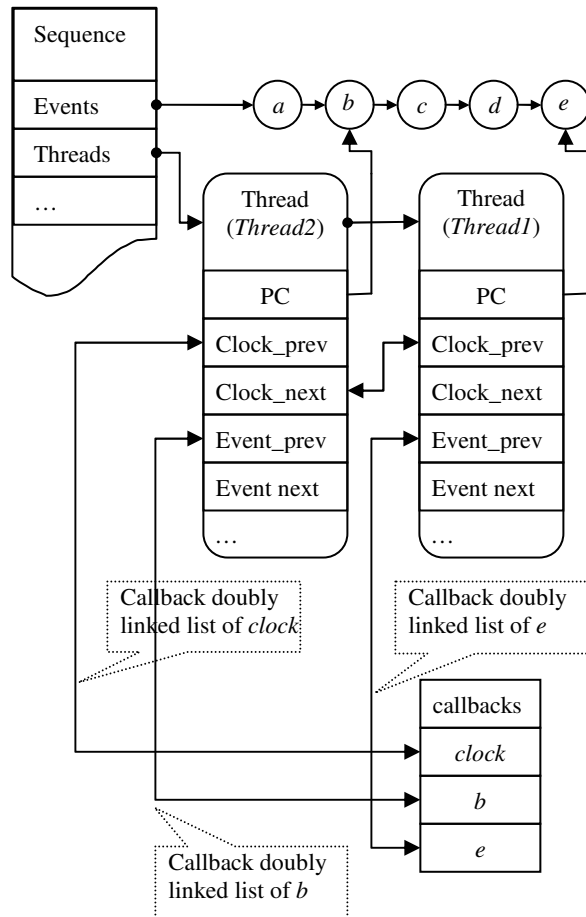 Sequence
Events
Threads
…
a
b
c
d
e
Thread
(Thread2)
PC
Clock_prev
Clock_next
Event_prev
Event next
…
Thread
(Thread1)
PC
Clock_prev
Clock_next
Event_prev
Event next
…
Callback doubly
linked list of clock
Callback doubly
linked list of e
callbacks
clock
b
e
Callback doubly
linked list of b